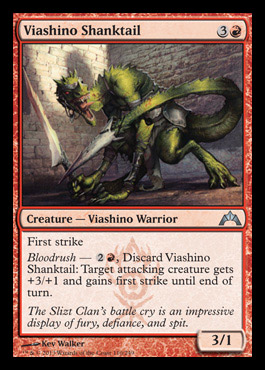 Viashino Shanktail 3
Creature — Viashino Warrior
First strike
Bloodrush — 2 , Discard Viashino
Shanktail: Target attacking creature gets
+3/+1 and gains first strike until end of
turn.
The Slizt Clan's battle cry is an impressive
display of fury, defiance, and spit.
Kev Walker
3/1